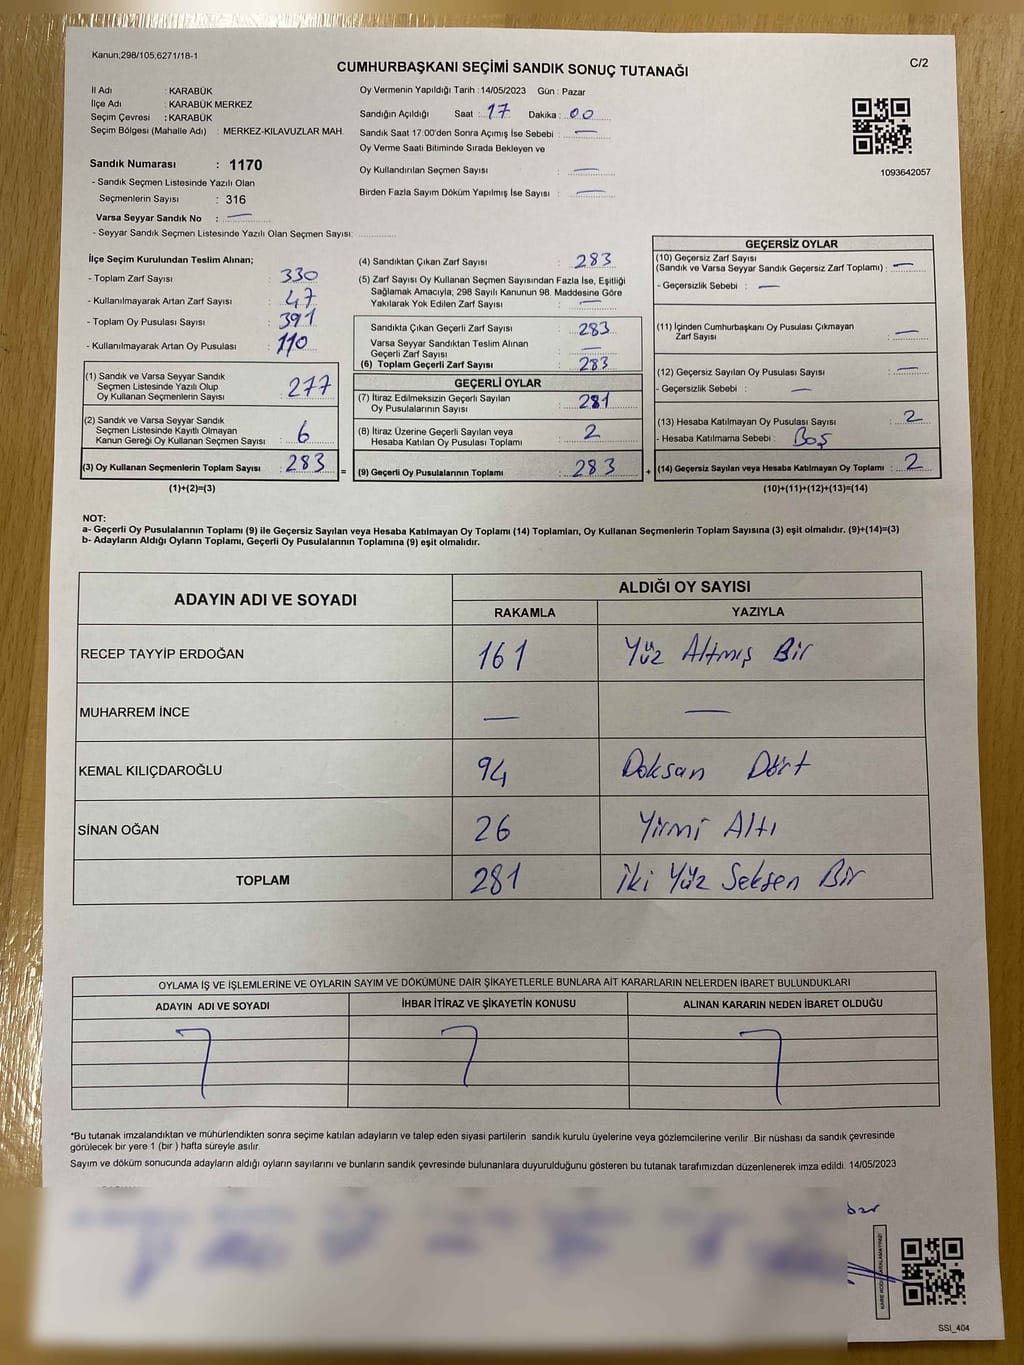 Kanun;298/105,6271/18-1
CUMHURBAŞKANI SEÇİMİ SANDIK SONUÇ TUTANAĞI
C/2
İl Adı : KARABÜK
İlçe Adı : KARABÜK MERKEZ
Seçim Çevresi : KARABÜK
Seçim Bölgesi (Mahalle Adı) : MERKEZ-KILAVUZLAR MAH.
Sandık Numarası : 1170
- Sandık Seçmen Listesinde Yazılı Olan
Seçmenlerin Sayısı : 316
Varsa Seyyar Sandık No : —
- Seyyar Sandık Seçmen Listesinde Yazılı Olan Seçmen Sayısı:
Oy Vermenin Yapıldığı Tarih :14/05/2023 Gün : Pazar
Sandığın Açıldığı Saat : 17 Dakika : 00
Sandık Saat 17:00'den Sonra Açımış İse Sebebi : —
Oy Verme Saati Bitiminde Sırada Bekleyen ve
Oy Kullandırılan Seçmen Sayısı : —
Birden Fazla Sayım Döküm Yapılmış İse Sayısı : —
1093642057
İlçe Seçim Kurulundan Teslim Alınan;
- Toplam Zarf Sayısı : 330
- Kullanılmayarak Artan Zarf Sayısı : 47
- Toplam Oy Pusulası Sayısı : 391
- Kullanılmayarak Artan Oy Pusulası : 110
(1) Sandık ve Varsa Seyyar Sandık
Seçmen Listesinde Yazılı Olup
Oy Kullanan Seçmenlerin Sayısı : 277
(2) Sandık ve Varsa Seyyar Sandık
Seçmen Listesinde Kayıtlı Olmayan
Kanun Gereği Oy Kullanan Seçmen Sayısı : 6
(3) Oy Kullanan Seçmenlerin Toplam Sayısı : 283 =
(1)+(2)=(3)
(4) Sandıktan Çıkan Zarf Sayısı : 283
(5) Zarf Sayısı Oy Kullanan Seçmen Sayısından Fazla İse, Eşitliği
Sağlamak Amacıyla, 298 Sayılı Kanunun 98. Maddesine Göre
Yakılarak Yok Edilen Zarf Sayısı : —
Sandıkta Çıkan Geçerli Zarf Sayısı : 283
Varsa Seyyar Sandıktan Teslim Alınan
Geçerli Zarf Sayısı : —
(6) Toplam Geçerli Zarf Sayısı : 283
GEÇERLİ OYLAR
(7) İtiraz Edilmeksizin Geçerli Sayılan
Oy Pusulalarının Sayısı : 281
(8) İtiraz Üzerine Geçerli Sayılan veya
Hesaba Katılan Oy Pusulası Toplamı : 2
(9) Geçerli Oy Pusulalarının Toplamı : 283 +
GEÇERSİZ OYLAR
(10) Geçersiz Zarf Sayısı
(Sandık ve Varsa Seyyar Sandık Geçersiz Zarf Toplamı) : —
- Geçersizlik Sebebi : —
(11) İçinden Cumhurbaşkanı Oy Pusulası Çıkmayan
Zarf Sayısı : —
(12) Geçersiz Sayılan Oy Pusulası Sayısı : —
- Geçersizlik Sebebi : —
(13) Hesaba Katılmayan Oy Pusulası Sayısı : 2
- Hesaba Katılmama Sebebi : Boş
(14) Geçersiz Sayılan veya Hesaba Katılmayan Oy Toplamı : 2
(10)+(11)+(12)+(13)=(14)
NOT:
a- Geçerli Oy Pusulalarının Toplamı (9) ile Geçersiz Sayılan veya Hesaba Katılmayan Oy Toplamı (14) Toplamları, Oy Kullanan Seçmenlerin Toplam Sayısına (3) eşit olmalıdır. (9)+(14)=(3)
b- Adayların Aldığı Oyların Toplamı, Geçerli Oy Pusulalarının Toplamına (9) eşit olmalıdır.
ADAYIN ADI VE SOYADI
ALDIĞI OY SAYISI
RAKAMLA YAZIYLA
RECEP TAYYİP ERDOĞAN 161 Yüz Altmış Bir
MUHARREM İNCE — —
KEMAL KILIÇDAROĞLU 94 Doksan Dört
SİNAN OĞAN 26 Yirmi Altı
TOPLAM 281 İki Yüz Seksen Bir
OYLAMA İŞ VE İŞLEMLERİNE VE OYLARIN SAYIM VE DÖKÜMÜNE DAİR ŞİKAYETLERLE BUNLARA AİT KARARLARIN NELERDEN İBARET BULUNDUKLARI
ADAYIN ADI VE SOYADI İHBAR İTİRAZ VE ŞİKAYETİN KONUSU ALINAN KARARIN NEDEN İBARET OLDUĞU
*Bu tutanak imzalandıktan ve mühürlendikten sonra seçime katılan adayların ve talep eden siyasi partilerin sandık kurulu üyelerine veya gözlemcilerine verilir. Bir nüshası da sandık çevresinde
görülecek bir yere 1 (bir ) hafta süreyle asılır.
Sayım ve döküm sonucunda adayların aldığı oyların sayılarını ve bunların sandık çevresinde bulunanlara duyurulduğunu gösteren bu tutanak tarafımızdan düzenlenerek imza edildi. 14/05/2023
SSI_404